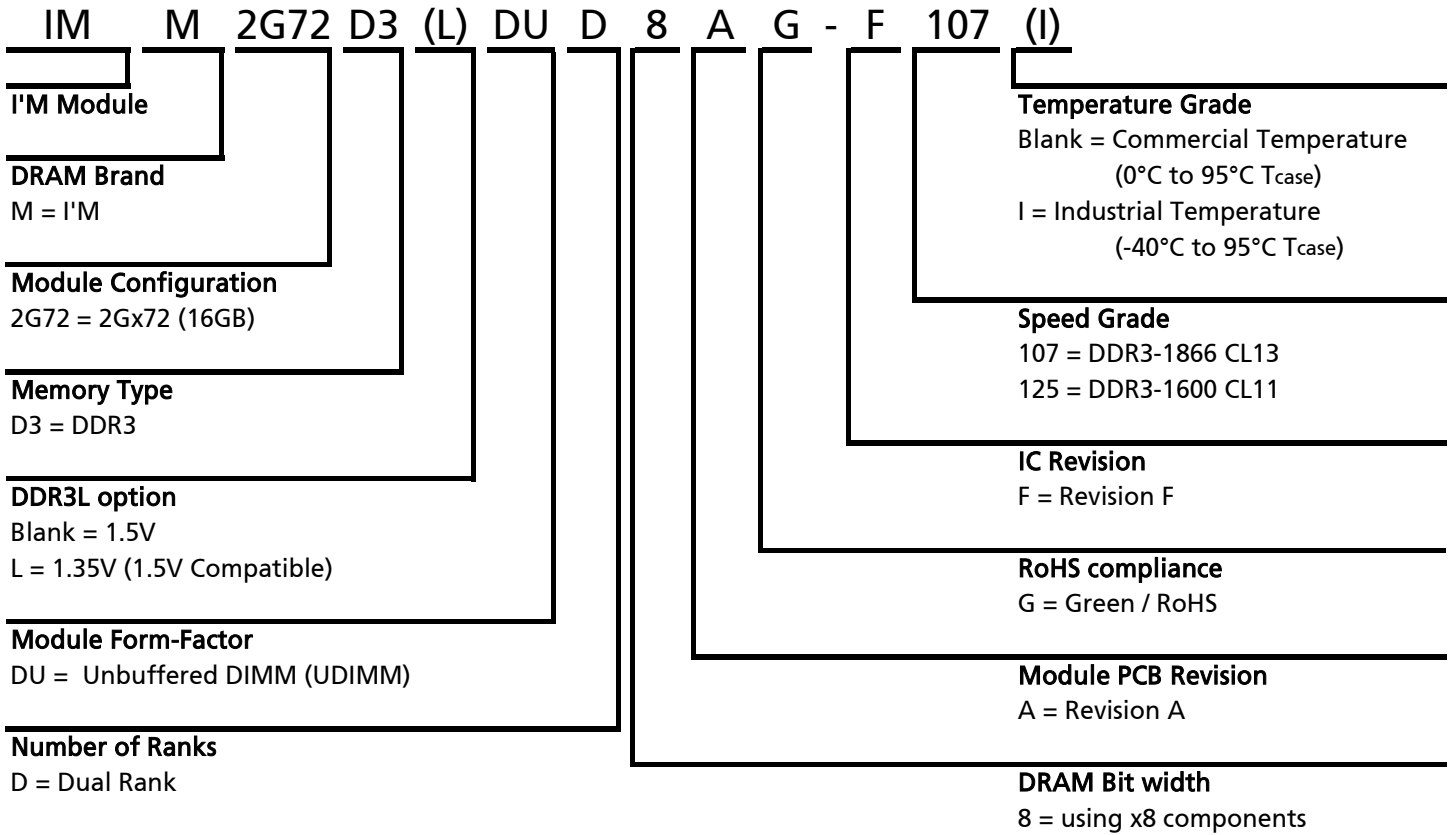 IM M 2G72 D3 (L) DU D 8 A G - F 107 (I)
I'M Module
DRAM Brand
M = I'M
Module Configuration
2G72 = 2Gx72 (16GB)
Memory Type
D3 = DDR3
DDR3L option
Blank = 1.5V
L = 1.35V (1.5V Compatible)
Module Form-Factor
DU = Unbuffered DIMM (UDIMM)
Number of Ranks
D = Dual Rank
Temperature Grade
Blank = Commercial Temperature
(0°C to 95°C Tcase)
I = Industrial Temperature
(-40°C to 95°C Tcase)
Speed Grade
107 = DDR3-1866 CL13
125 = DDR3-1600 CL11
IC Revision
F = Revision F
RoHS compliance
G = Green / RoHS
Module PCB Revision
A = Revision A
DRAM Bit width
8 = using x8 components